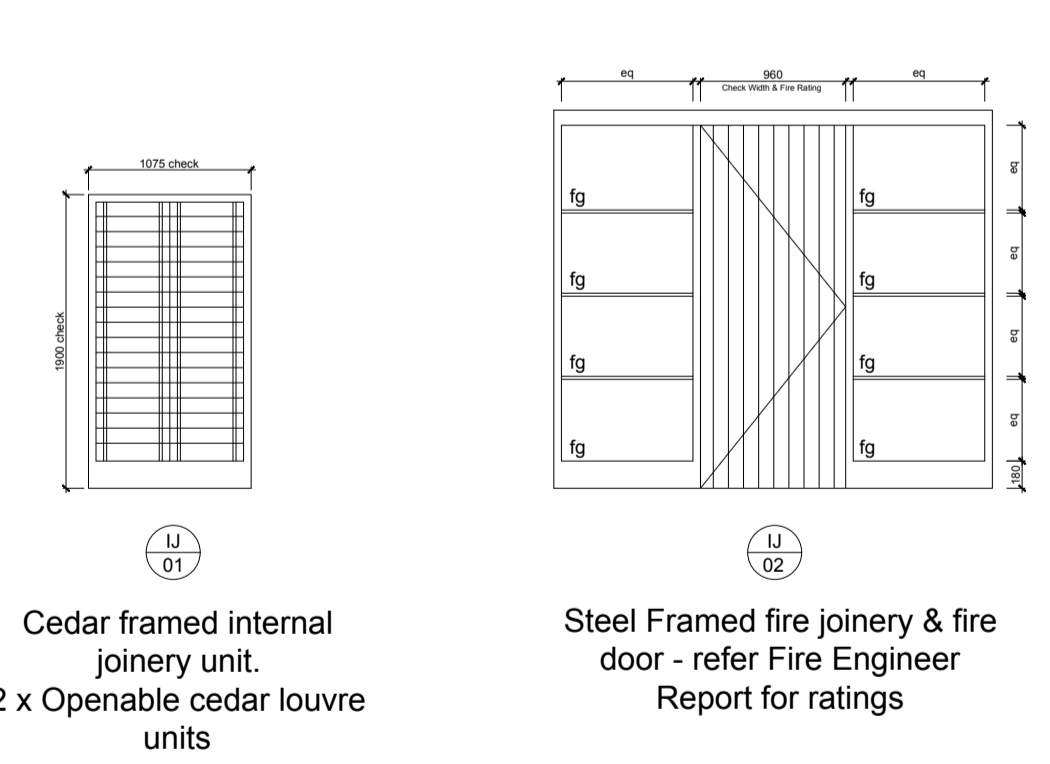 1075 check
1900 check
IJ
01
Cedar framed internal
joinery unit.
2 x Openable cedar louvre
units
eq
960
eq
Check Width & Fire Rating
fg
fg
eq
fg
fg
eq
fg
fg
eq
fg
fg
eq
180
IJ
02
Steel Framed fire joinery & fire
door - refer Fire Engineer
Report for ratings